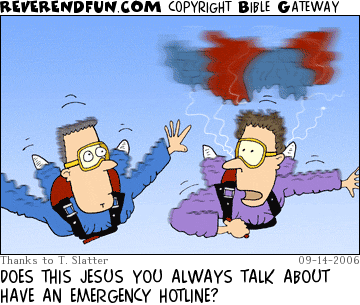 REVERENDFUN.COM COPYRIGHT BIBLE GATEWAY
Thanks to T. Slatter 09-14-2006
DOES THIS JESUS YOU ALWAYS TALK ABOUT
HAVE AN EMERGENCY HOTLINE?